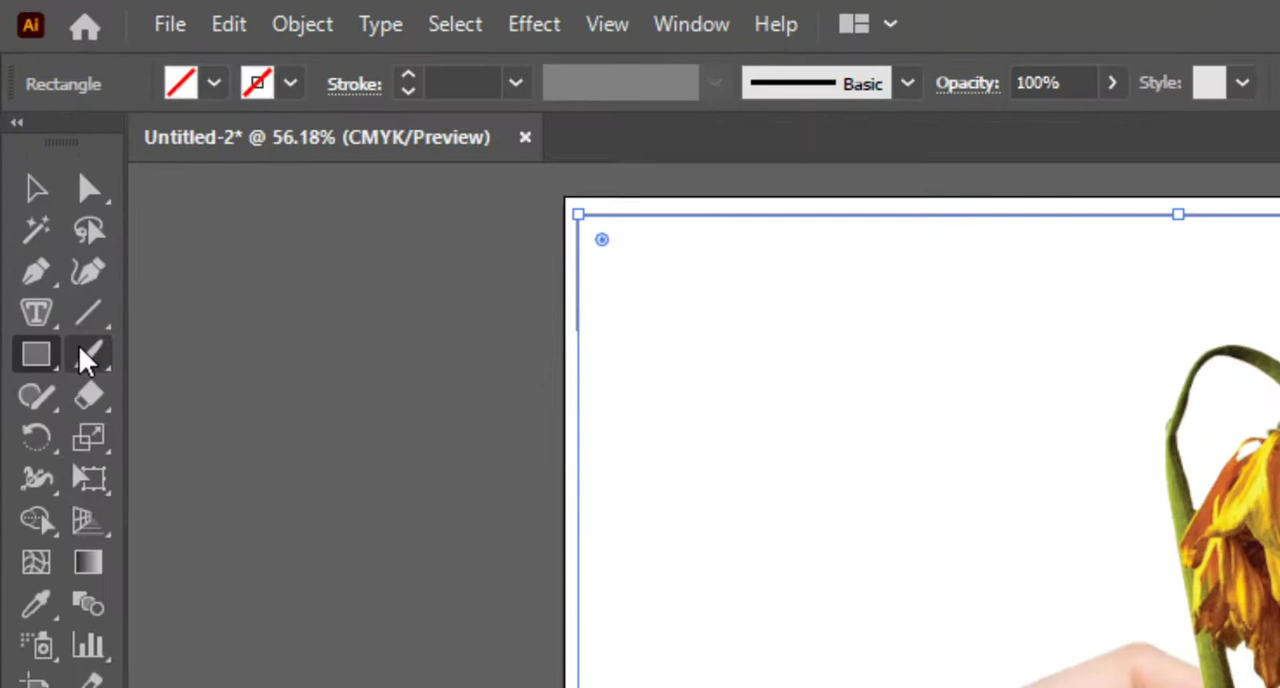 Ai File Edit Object Type Select Effect View Window Help
Rectangle Stroke: Basic Opacity: 100% Style:
Untitled-2* @ 56.18% (CMYK/Preview) ×
T